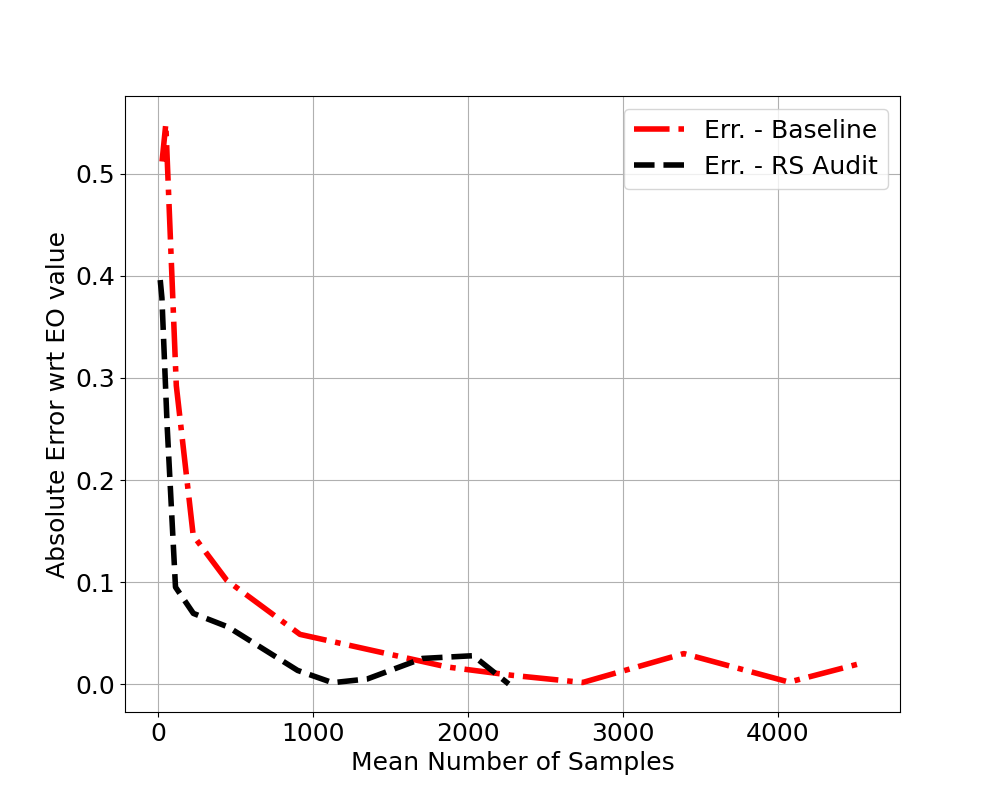 Err. - Baseline
Err. - RS Audit
Absolute Error wrt EO value
0.5
0.4
0.3
0.2
0.1
0.0
0 1000 2000 3000 4000
Mean Number of Samples